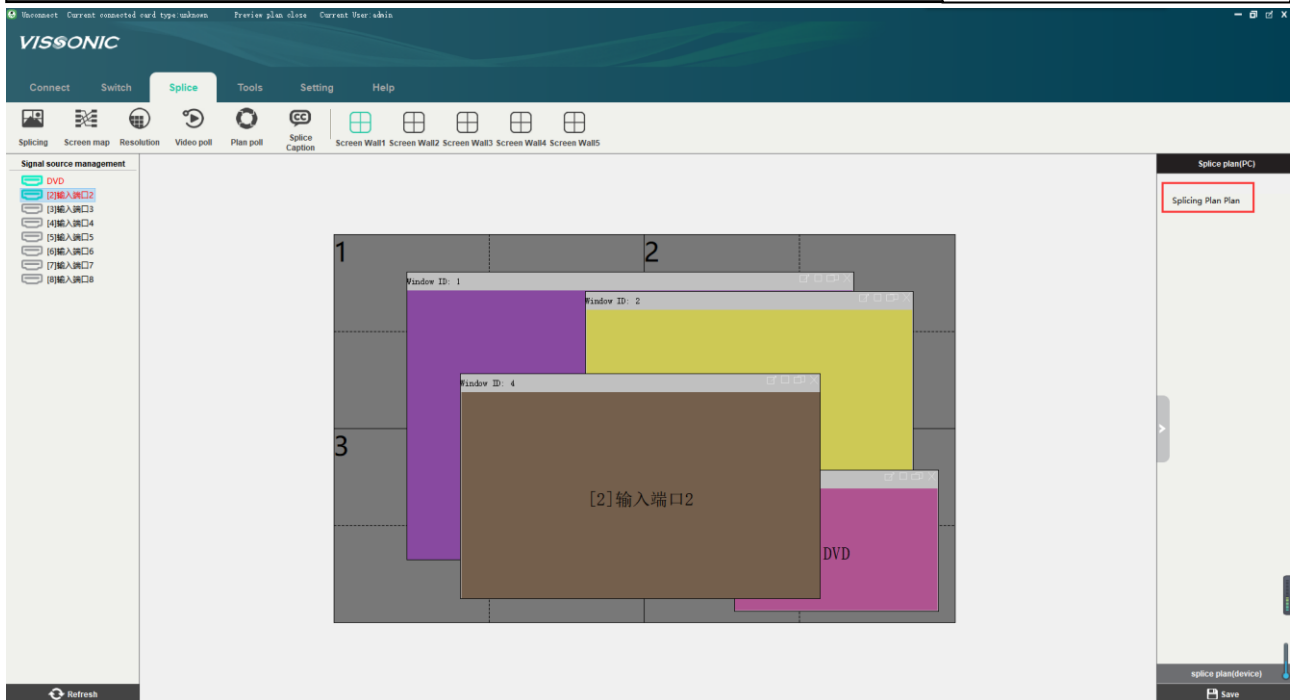 Unconnect Current connected card type:unknown Preview plan close Current User:admin
VISSONIC
Connect Switch Splice Tools Setting Help
Splicing Screen map Resolution Video poll Plan poll Splice Caption Screen Wall1 Screen Wall2 Screen Wall3 Screen Wall4 Screen Wall5
Signal source management
DVD
[2]输入端口2
[3]输入端口3
[4]输入端口4
[5]输入端口5
[6]输入端口6
[7]输入端口7
[8]输入端口8
Refresh
1
2
Window ID: 1
Window ID: 2
Window ID: 4
3
[2]输入端口2
DVD
Splice plan(PC)
Splicing Plan Plan
splice plan(device)
Save